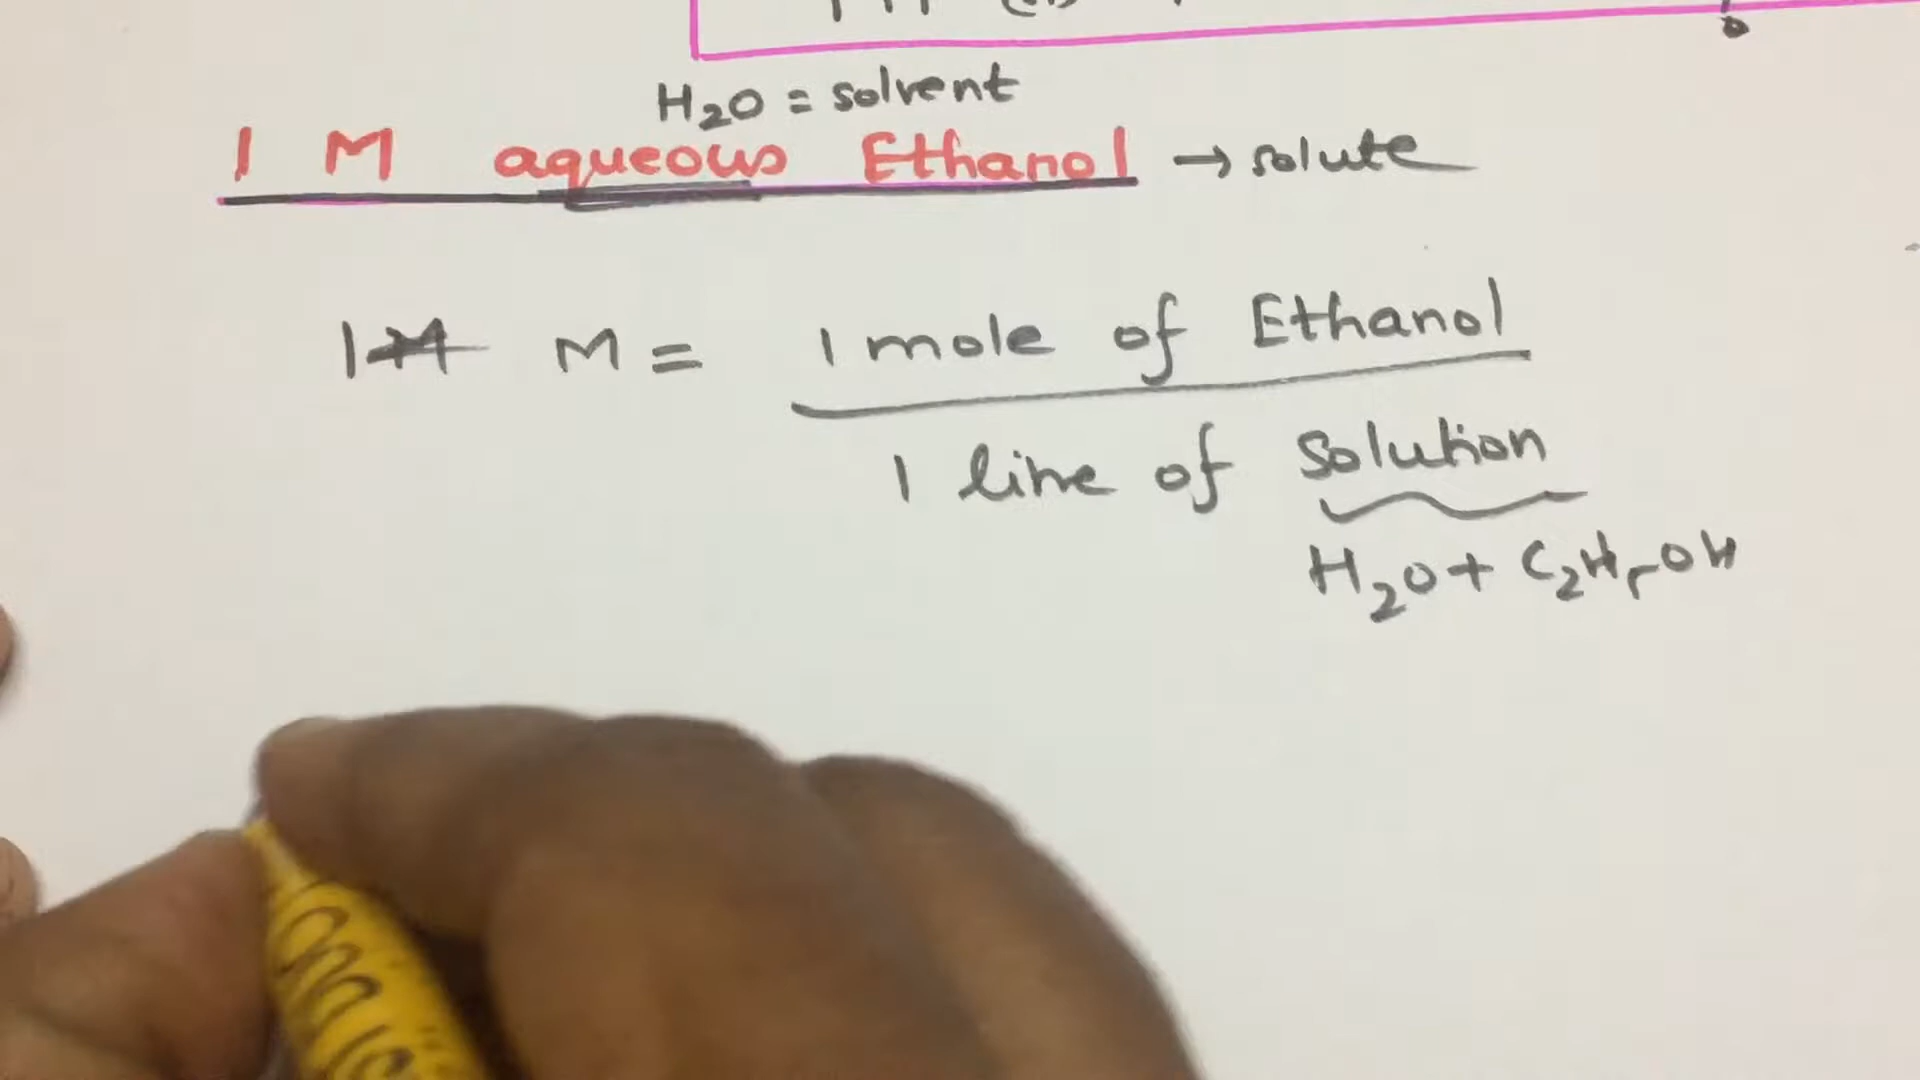 H2O = solvent
1 M aqueous Ethanol → solute
1 M = 1 mole of Ethanol
1 litre of solution
H2O + C2H5OH